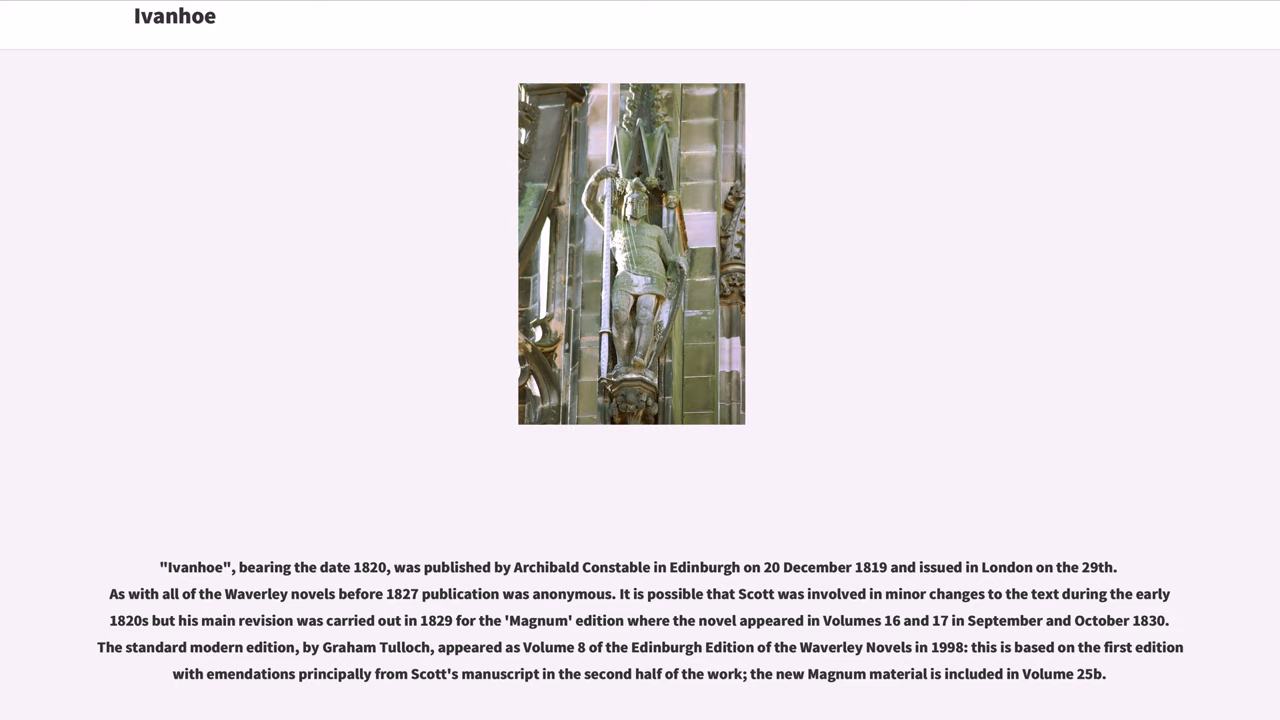 Ivanhoe
"Ivanhoe", bearing the date 1820, was published by Archibald Constable in Edinburgh on 20 December 1819 and issued in London on the 29th.
As with all of the Waverley novels before 1827 publication was anonymous. It is possible that Scott was involved in minor changes to the text during the early
1820s but his main revision was carried out in 1829 for the 'Magnum' edition where the novel appeared in Volumes 16 and 17 in September and October 1830.
The standard modern edition, by Graham Tulloch, appeared as Volume 8 of the Edinburgh Edition of the Waverley Novels in 1998: this is based on the first edition
with emendations principally from Scott's manuscript in the second half of the work; the new Magnum material is included in Volume 25b.